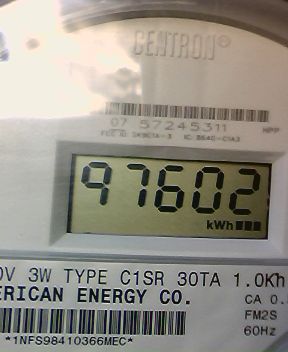 CENTRON®
07 57245311 HPP
97602
kWh
0V 3W TYPE C1SR 30TA 1.0Kh
ERICAN ENERGY CO. CA 0.
FM2S
60Hz
*1NFS98410366MEC*